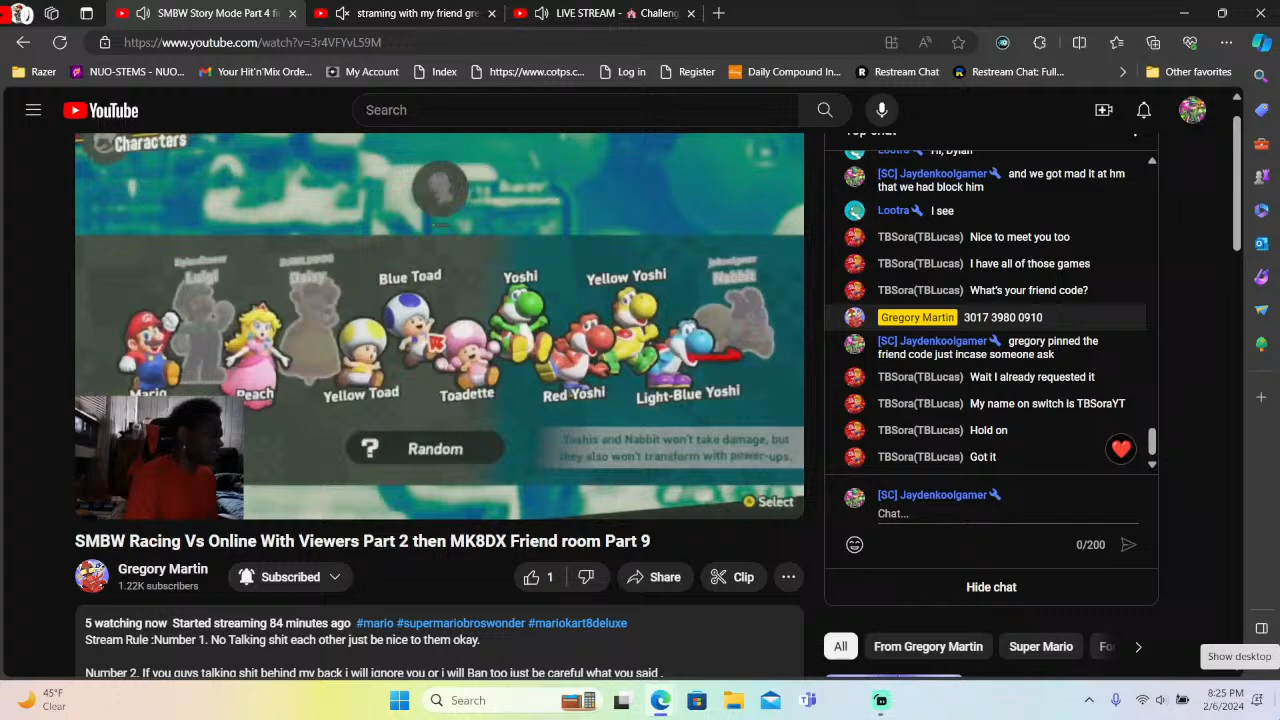 SMBW Story Mode Part 4 fi
straming with my friend gre
LIVE STREAM - 🏠 Challeng
https://www.youtube.com/watch?v=3r4VFYvL59M
Razer
NUO-STEMS – NUO...
Your Hit'n'Mix Orde...
My Account
Index
https://www.cotps.c...
Log in
Register
Daily Compound In...
Restream Chat
Restream Chat: Full...
Other favorites
YouTube
Search
Characters
Luigi
Daisy
Blue Toad
Yoshi
Yellow Yoshi
Nabbit
Mario
Peach
Yellow Toad
Toadette
Red Yoshi
Light-Blue Yoshi
? Random
Yoshis and Nabbit won't take damage, but
they also won't transform with power-ups.
A Select
Top chat
Lootra Hi, Dylan
[SC] Jaydenkoolgamer and we got mad it at hm
that we had block him
Lootra I see
TBSora(TBLucas) Nice to meet you too
TBSora(TBLucas) I have all of those games
TBSora(TBLucas) What's your friend code?
Gregory Martin 3017 3980 0910
[SC] Jaydenkoolgamer gregory pinned the
friend code just incase someone ask
TBSora(TBLucas) Wait I already requested it
TBSora(TBLucas) My name on switch is TBSoraYT
TBSora(TBLucas) Hold on
TBSora(TBLucas) Got it
[SC] Jaydenkoolgamer
Chat...
0/200
Hide chat
SMBW Racing Vs Online With Viewers Part 2 then MK8DX Friend room Part 9
Gregory Martin
1.22K subscribers
Subscribed
1
Share
Clip
5 watching now Started streaming 84 minutes ago #mario #supermariobroswonder #mariokart8deluxe
Stream Rule :Number 1. No Talking shit each other just be nice to them okay.
Number 2. If you guys talking shit behind my back i will ignore you or i will Ban too just be careful what you said .
All
From Gregory Martin
Super Mario
Fo
Show desktop
45°F
Clear
Search
8:25 PM
2/6/2024